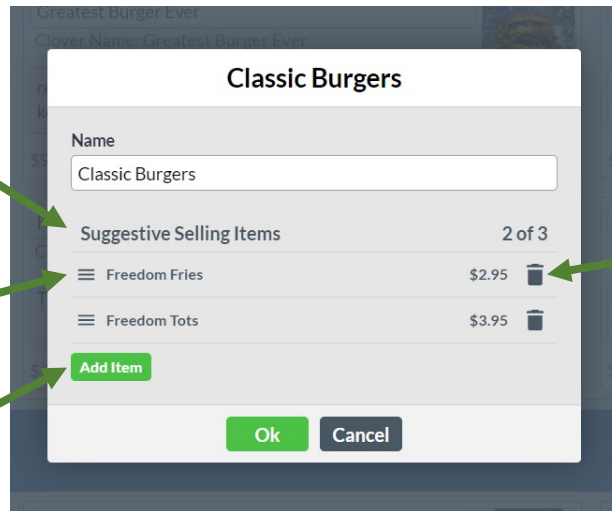 Greatest Burger Ever
Clover Name: Greatest Burger Ever
Classic Burgers
Name
Classic Burgers
Suggestive Selling Items 2 of 3
Freedom Fries $2.95
Freedom Tots $3.95
Add Item
Ok Cancel